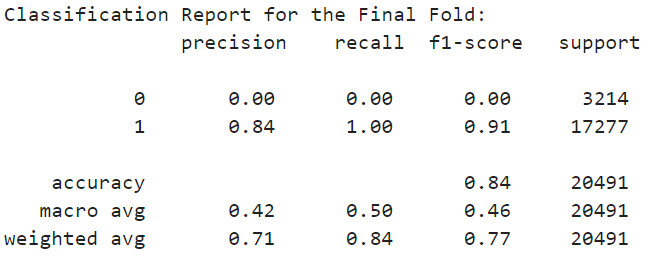 Classification Report for the Final Fold:
precision recall f1-score support
0 0.00 0.00 0.00 3214
1 0.84 1.00 0.91 17277
accuracy 0.84 20491
macro avg 0.42 0.50 0.46 20491
weighted avg 0.71 0.84 0.77 20491